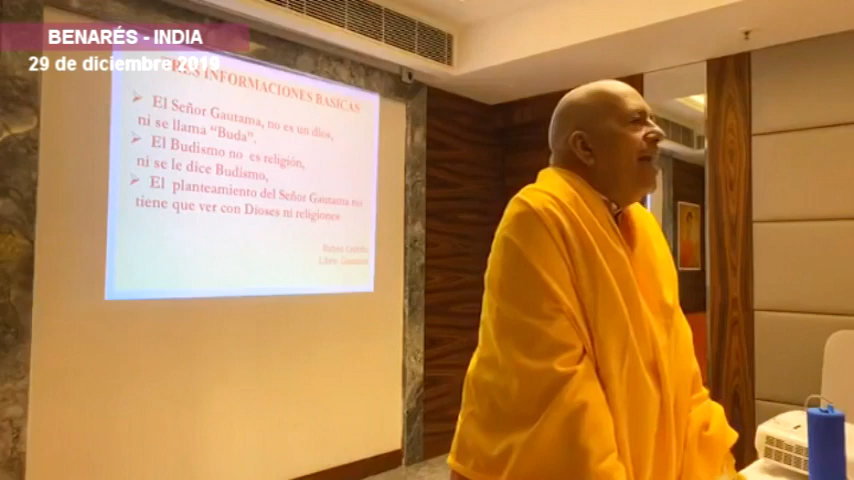 BENARÉS - INDIA
29 de diciembre 2019
INFORMACIONES BASICAS
➤ El Señor Gautama, no es un dios,
ni se llama “Buda”.
➤ El Budismo no es religión,
ni se le dice Budismo,
➤ El planteamiento del Señor Gautama no
tiene que ver con Dioses ni religiones